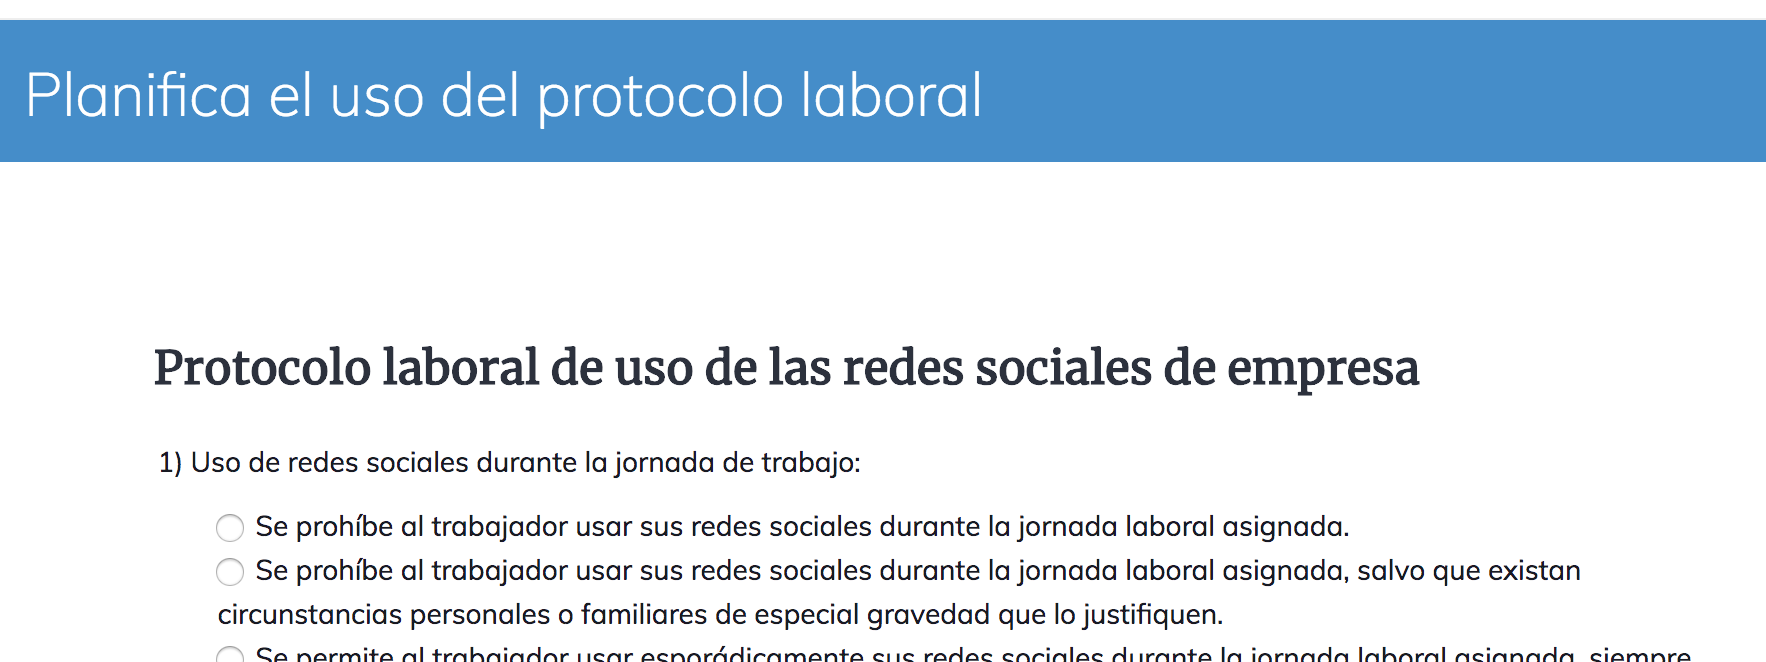 Planifica el uso del protocolo laboral
Protocolo laboral de uso de las redes sociales de empresa
1) Uso de redes sociales durante la jornada de trabajo:
Se prohíbe al trabajador usar sus redes sociales durante la jornada laboral asignada.
Se prohíbe al trabajador usar sus redes sociales durante la jornada laboral asignada, salvo que existan
circunstancias personales o familiares de especial gravedad que lo justifiquen.
Se permite al trabajador usar esporádicamente sus redes sociales durante la jornada laboral asignada, siempre